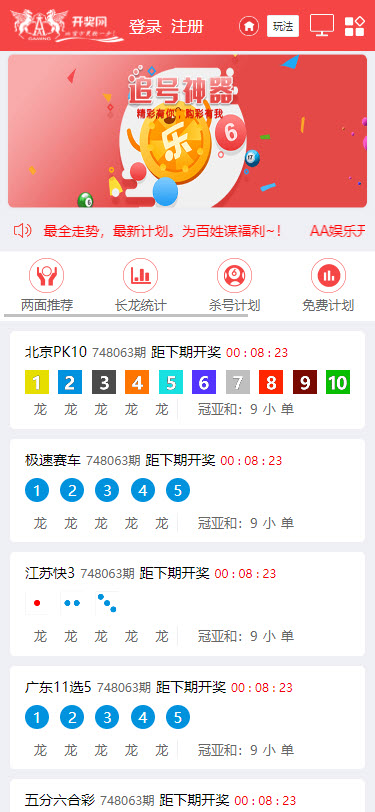 开奖网
登录 注册
玩法
追号神器
精彩有你，购彩有我
乐
6
17
6
最全走势，最新计划。为百姓谋福利~！ AA娱乐开
两面推荐 长龙统计 杀号计划 免费计划
北京PK10 748063期 距下期开奖 00 : 08 : 23
1 2 3 4 5 6 7 8 9 10
龙 龙 龙 龙 龙 冠亚和：9 小 单
极速赛车 748063期 距下期开奖 00 : 08 : 23
1 2 3 4 5
龙 龙 龙 龙 龙 冠亚和：9 小 单
江苏快3 748063期 距下期开奖 00 : 08 : 23
龙 龙 龙 龙 龙 冠亚和：9 小 单
广东11选5 748063期 距下期开奖 00 : 08 : 23
1 2 3 4 5
龙 龙 龙 龙 龙 冠亚和：9 小 单
五分六合彩 748063期 距下期开奖 00 : 08 : 23